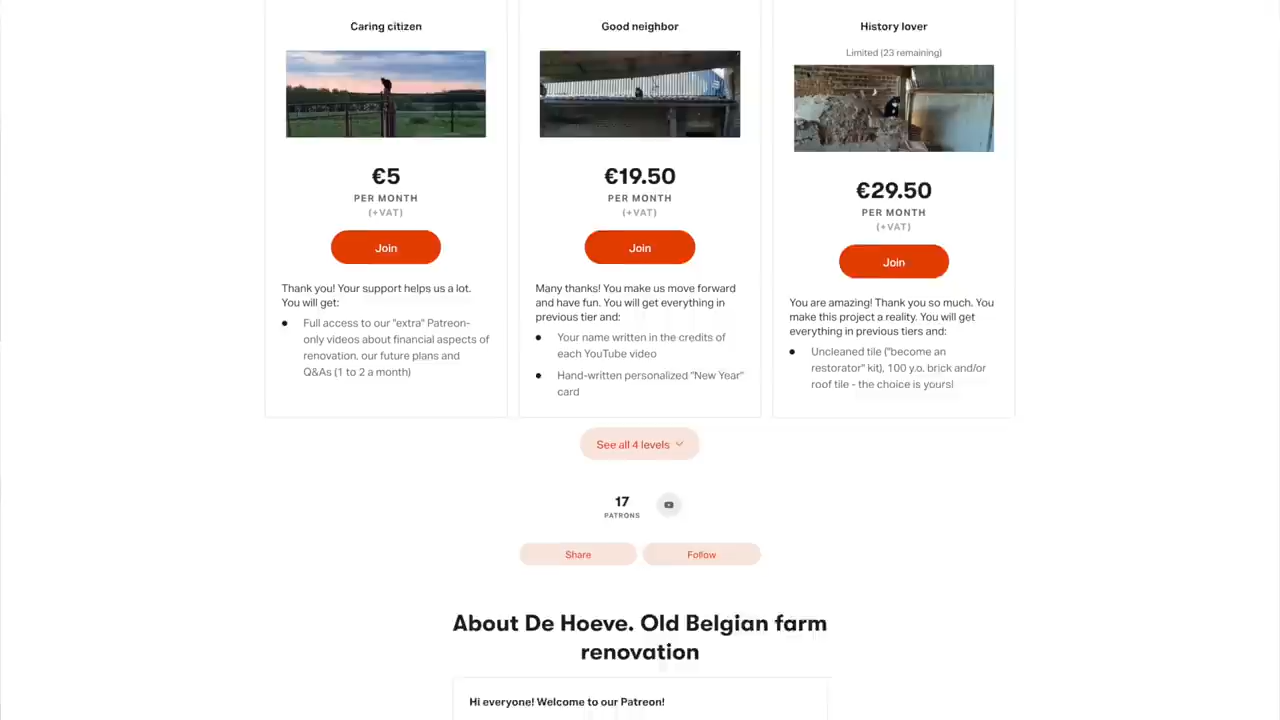 Caring citizen
€5
PER MONTH
(+VAT)
Join
Thank you! Your support helps us a lot.
You will get:
● Full access to our "extra" Patreon-
only videos about financial aspects of
renovation, our future plans and
Q&As (1 to 2 a month)
Good neighbor
€19.50
PER MONTH
(+VAT)
Join
Many thanks! You make us move forward
and have fun. You will get everything in
previous tier and:
● Your name written in the credits of
each YouTube video
● Hand-written personalized "New Year"
card
History lover
Limited (23 remaining)
€29.50
PER MONTH
(+VAT)
Join
You are amazing! Thank you so much. You
make this project a reality. You will get
everything in previous tiers and:
● Uncleaned tile ("become an
restorator" kit), 100 y.o. brick and/or
roof tile - the choice is yours!
See all 4 levels
17
PATRONS
Share
Follow
About De Hoeve. Old Belgian farm
renovation
Hi everyone! Welcome to our Patreon!